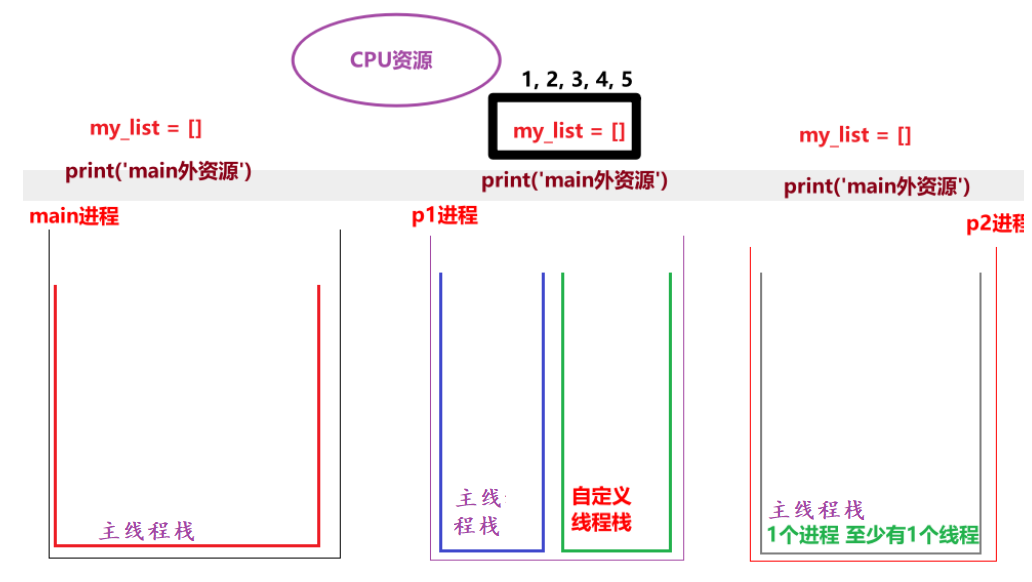 CPU资源
1, 2, 3, 4, 5
my_list = []
my_list = []
my_list = []
print('main外资源')
print('main外资源')
print('main外资源')
main进程
p1进程
p2进程
主线程栈
主线
程栈
自定义
线程栈
主线程栈
1个进程 至少有1个线程